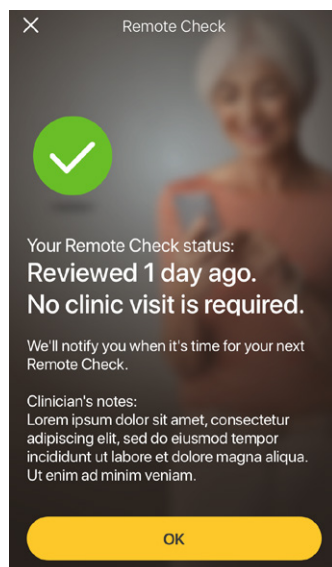 Remote Check
Your Remote Check status:
Reviewed 1 day ago.
No clinic visit is required.
We'll notify you when it's time for your next
Remote Check.
Clinician's notes:
Lorem ipsum dolor sit amet, consectetur
adipiscing elit, sed do eiusmod tempor
incididunt ut labore et dolore magna aliqua.
Ut enim ad minim veniam.
OK